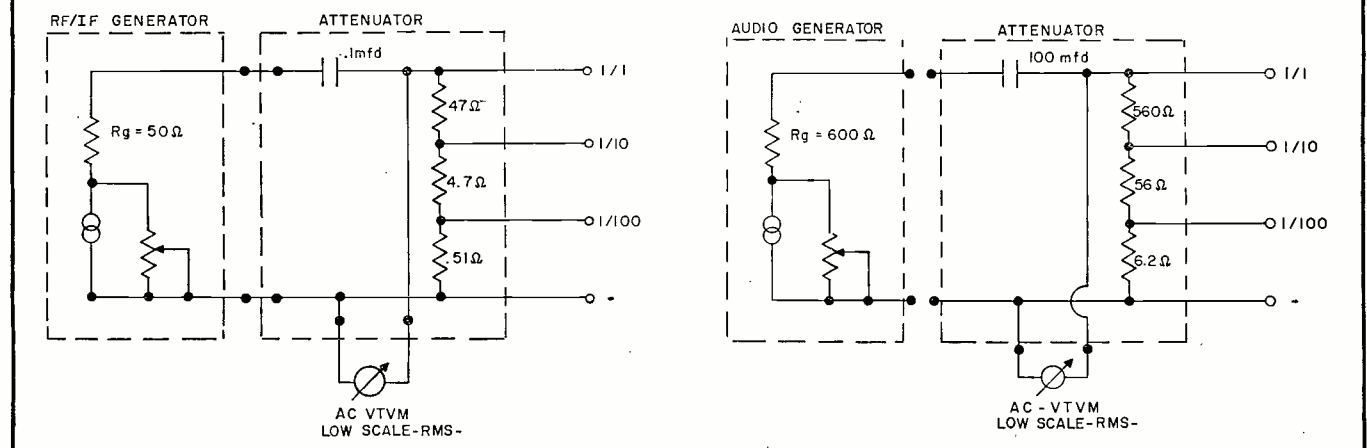 RF/IF GENERATOR
ATTENUATOR
.1mfd
Rg = 50Ω
47Ω
4.7Ω
.51Ω
1/1
1/10
1/100
AC VTVM
LOW SCALE-RMS-
AUDIO GENERATOR
ATTENUATOR
100 mfd
Rg = 600 Ω
560Ω
56Ω
6.2Ω
1/1
1/10
1/100
AC - VTVM
LOW SCALE-RMS-